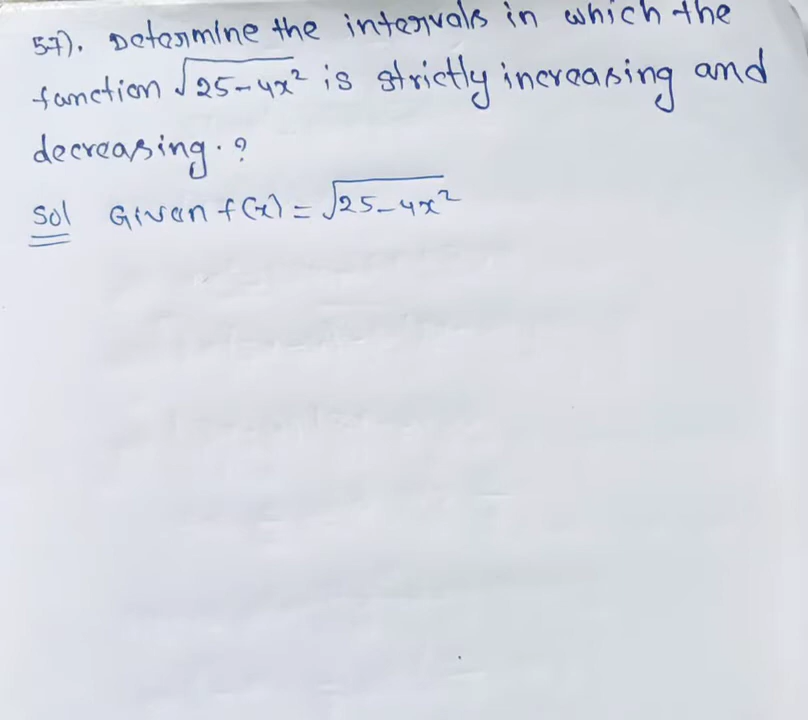 57). Determine the intervals in which the
function √25-4x² is strictly increasing and
decreasing.?
Sol Given f(x) = √25-4x²